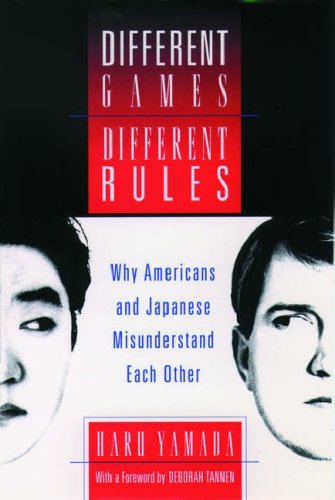 DIFFERENT
GAMES
DIFFERENT
RULES
Why Americans
and Japanese
Misunderstand
Each Other
HARU YAMADA
With a Foreword by DEBORAH TANNEN